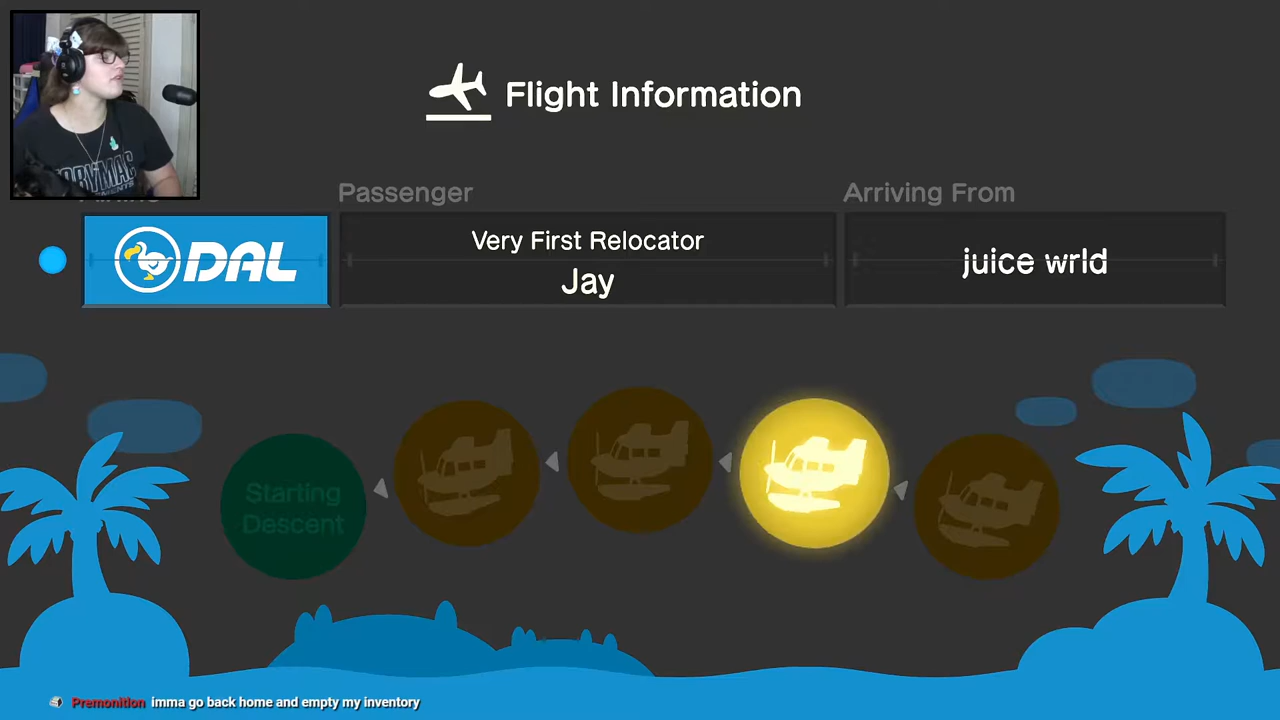 Flight Information
Passenger
Arriving From
DAL
Very First Relocator
Jay
juice wrld
Starting
Descent
Premonition imma go back home and empty my inventory